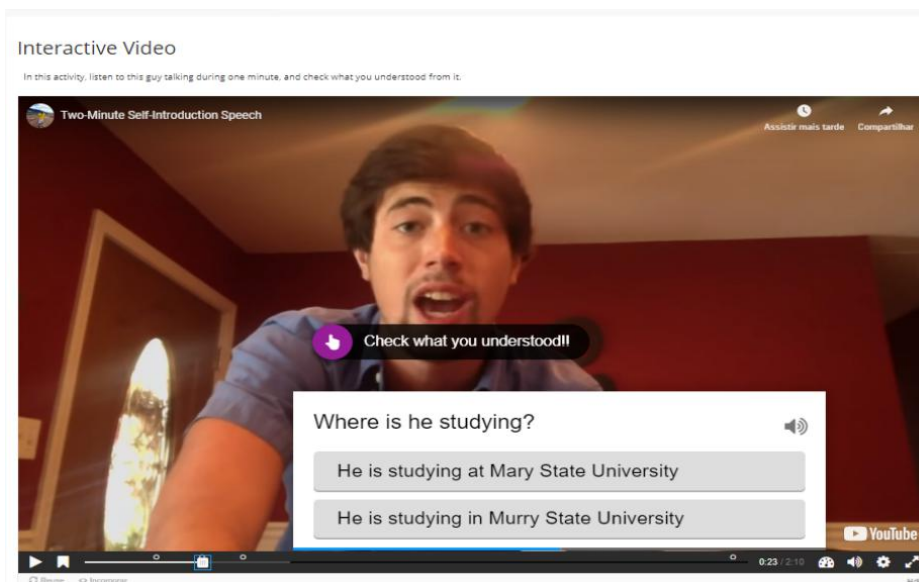 Interactive Video
In this activity, listen to this guy talking during one minute, and check what you understood from it.
Two-Minute Self-Introduction Speech
Assistir mais tarde
Compartilhar
Check what you understood!!
Where is he studying?
He is studying at Mary State University
He is studying in Murry State University
YouTube
0:23 / 2:10